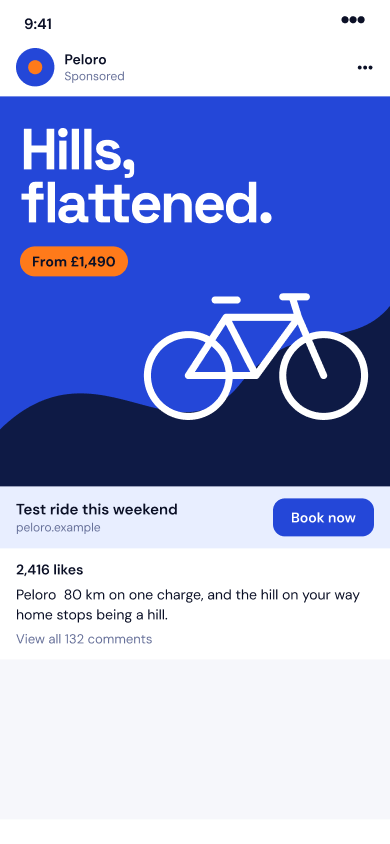 9:41
Peloro
Sponsored
Hills,
flattened.
From £1,490
Test ride this weekend
peloro.example
Book now
2,416 likes
Peloro 80 km on one charge, and the hill on your way
home stops being a hill.
View all 132 comments